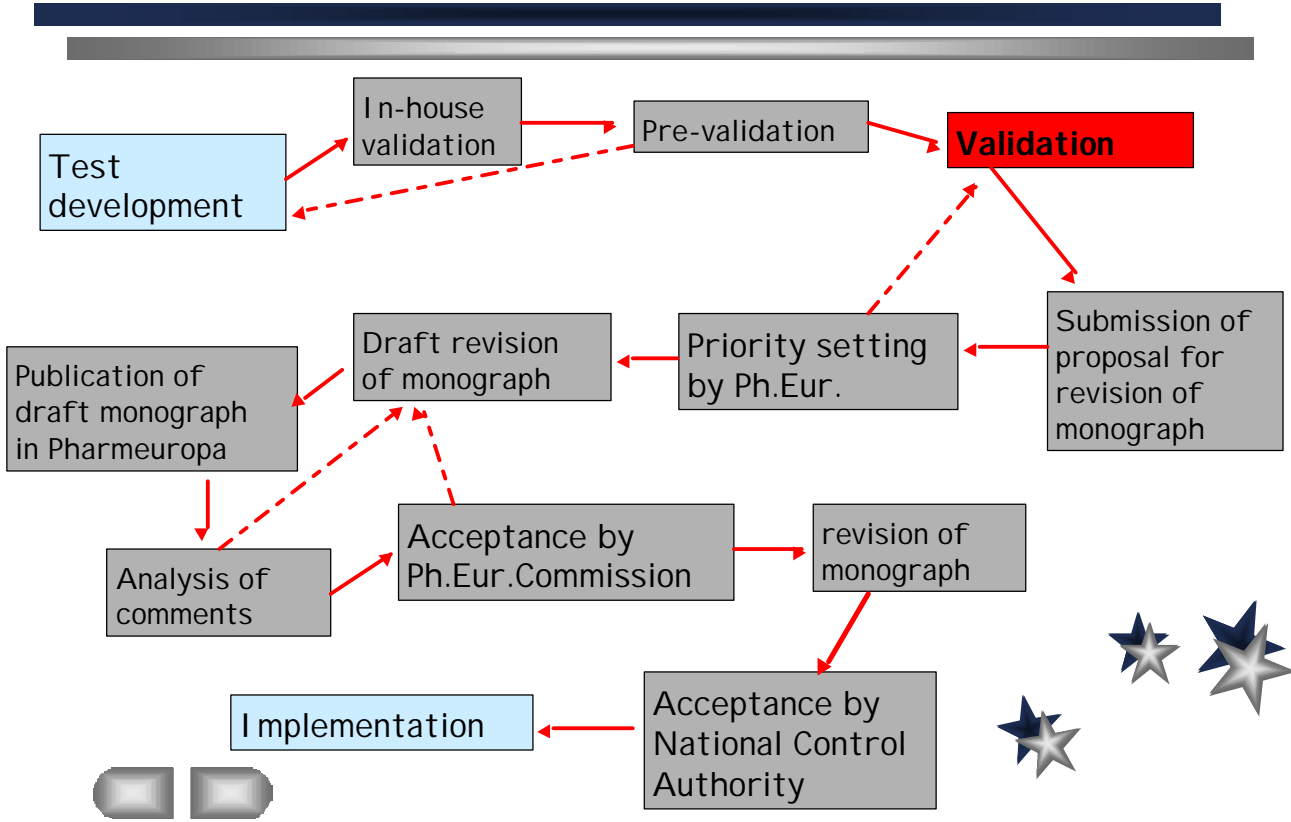 Test
development
In-house
validation
Pre-validation
Validation
Submission of
proposal for
revision of
monograph
Priority setting
by Ph.Eur.
Draft revision
of monograph
Publication of
draft monograph
in Pharmeuropa
Analysis of
comments
Acceptance by
Ph.Eur.Commission
revision of
monograph
Acceptance by
National Control
Authority
Implementation